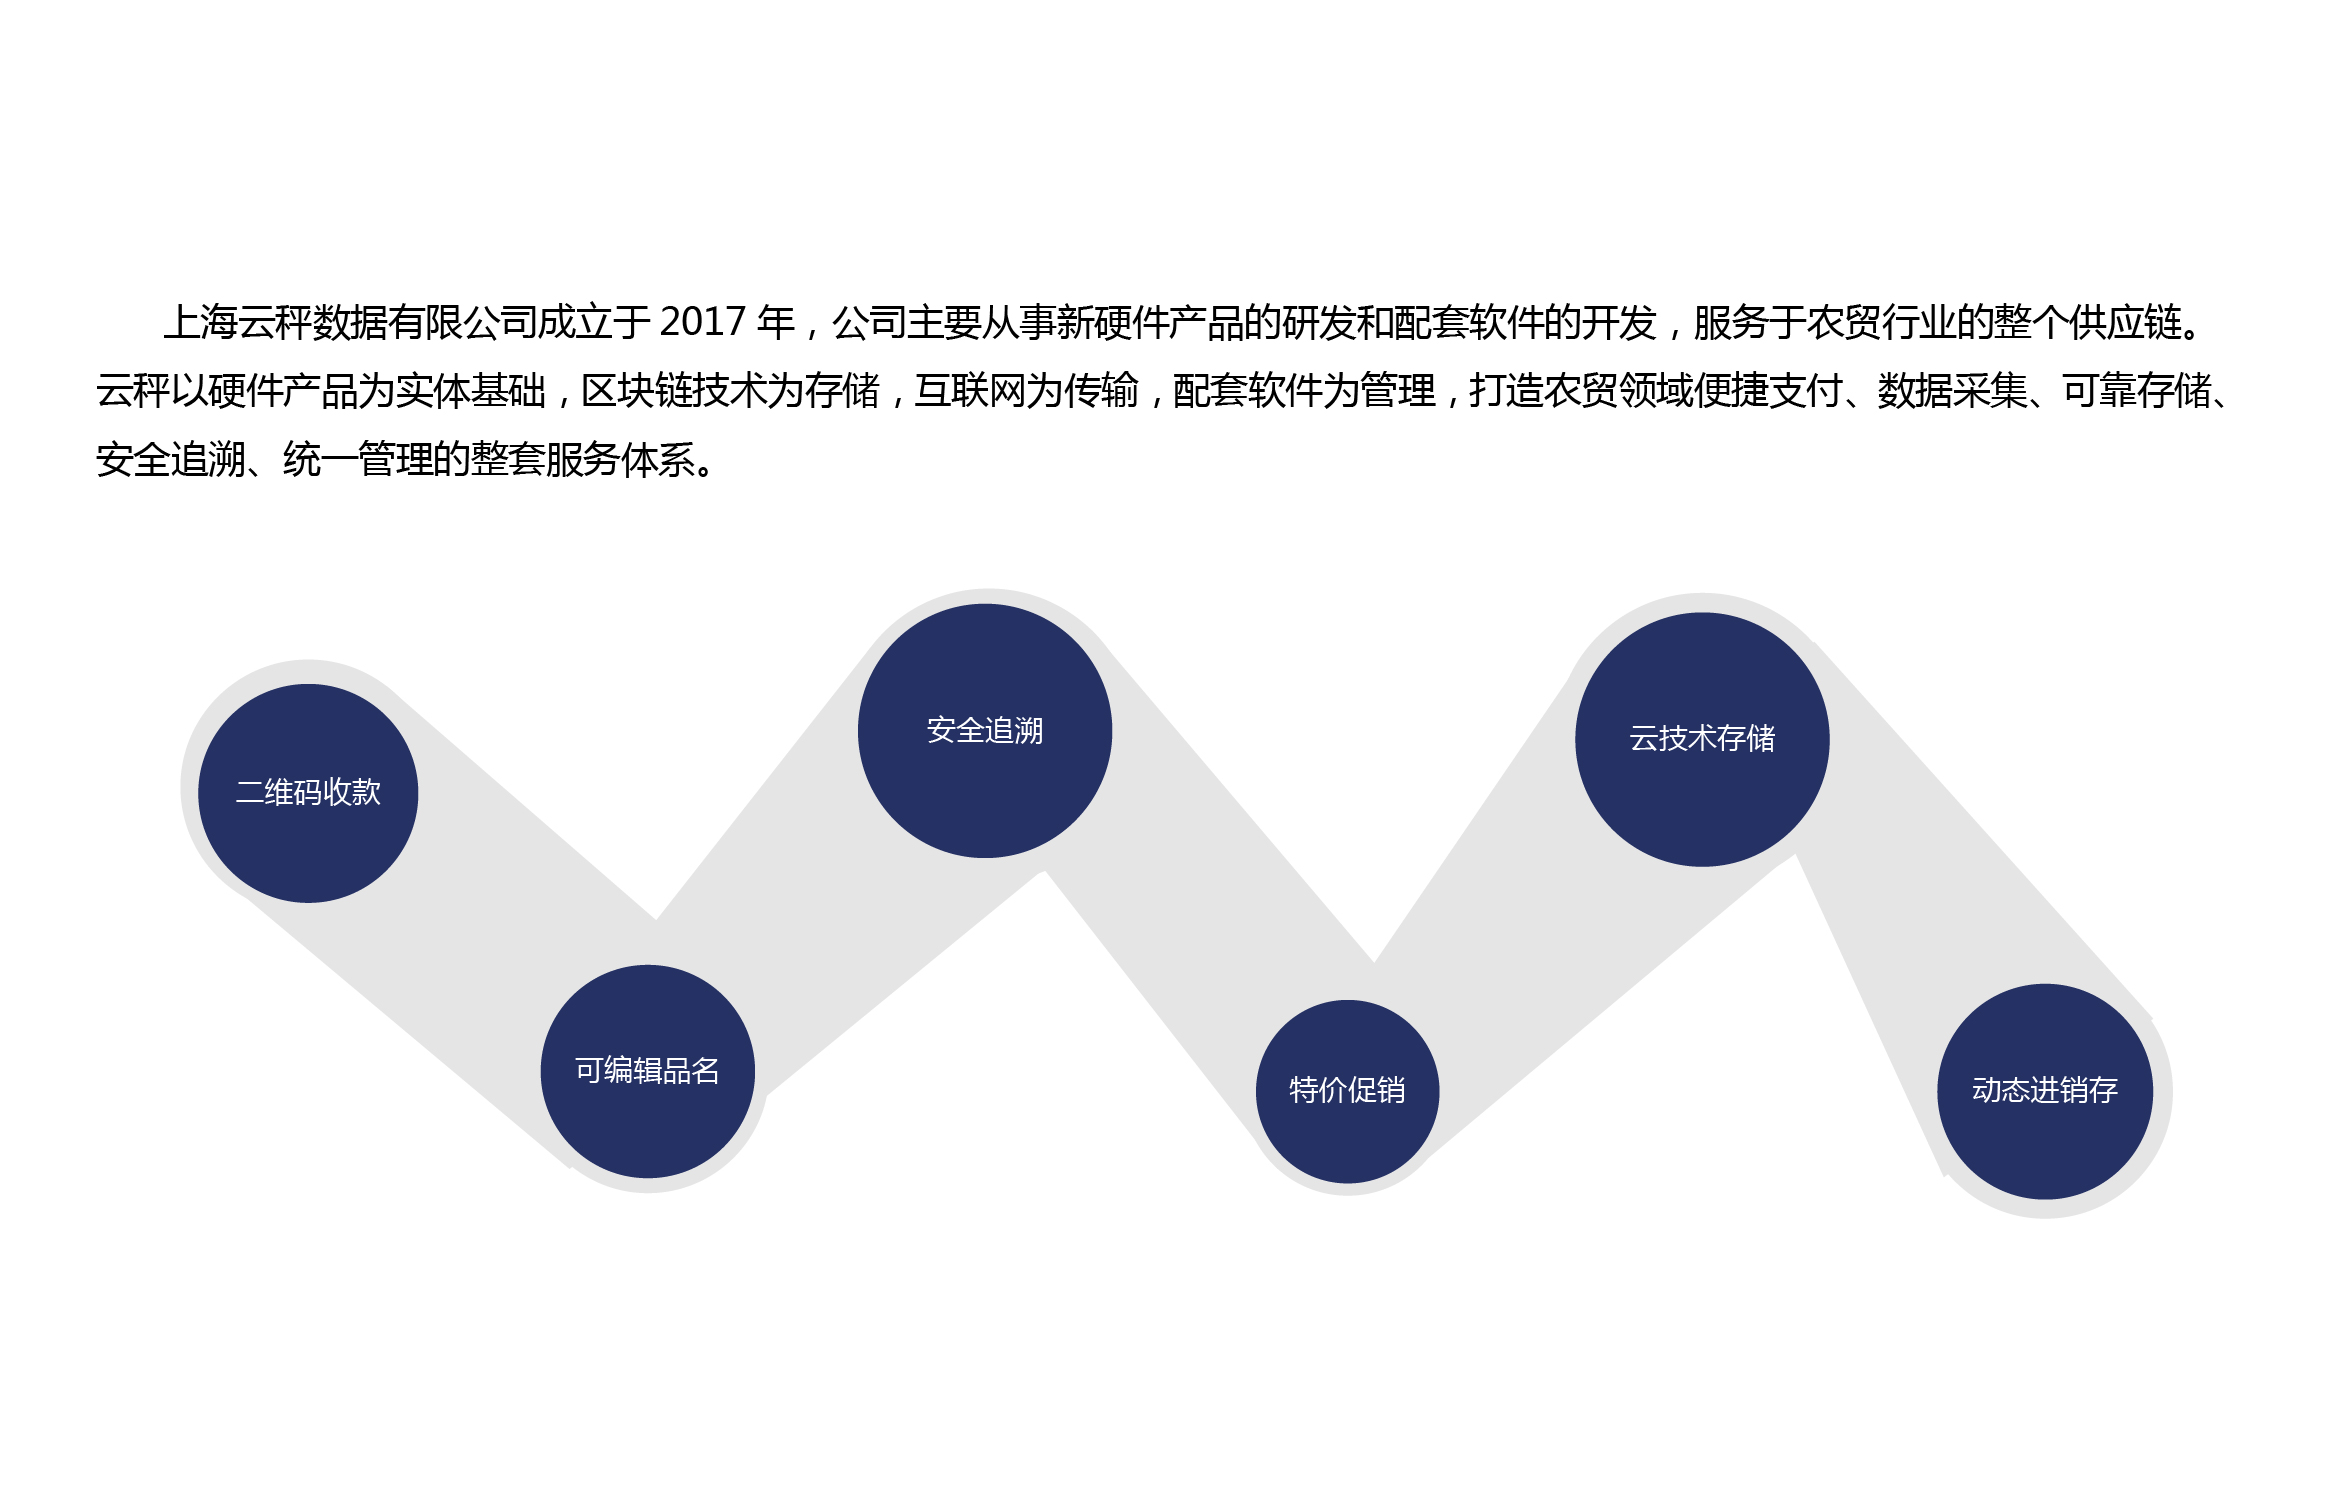 上海云秤数据有限公司成立于 2017 年，公司主要从事新硬件产品的研发和配套软件的开发，服务于农贸行业的整个供应链。
云秤以硬件产品为实体基础，区块链技术为存储，互联网为传输，配套软件为管理，打造农贸领域便捷支付、数据采集、可靠存储、
安全追溯、统一管理的整套服务体系。
二维码收款
可编辑品名
安全追溯
特价促销
云技术存储
动态进销存